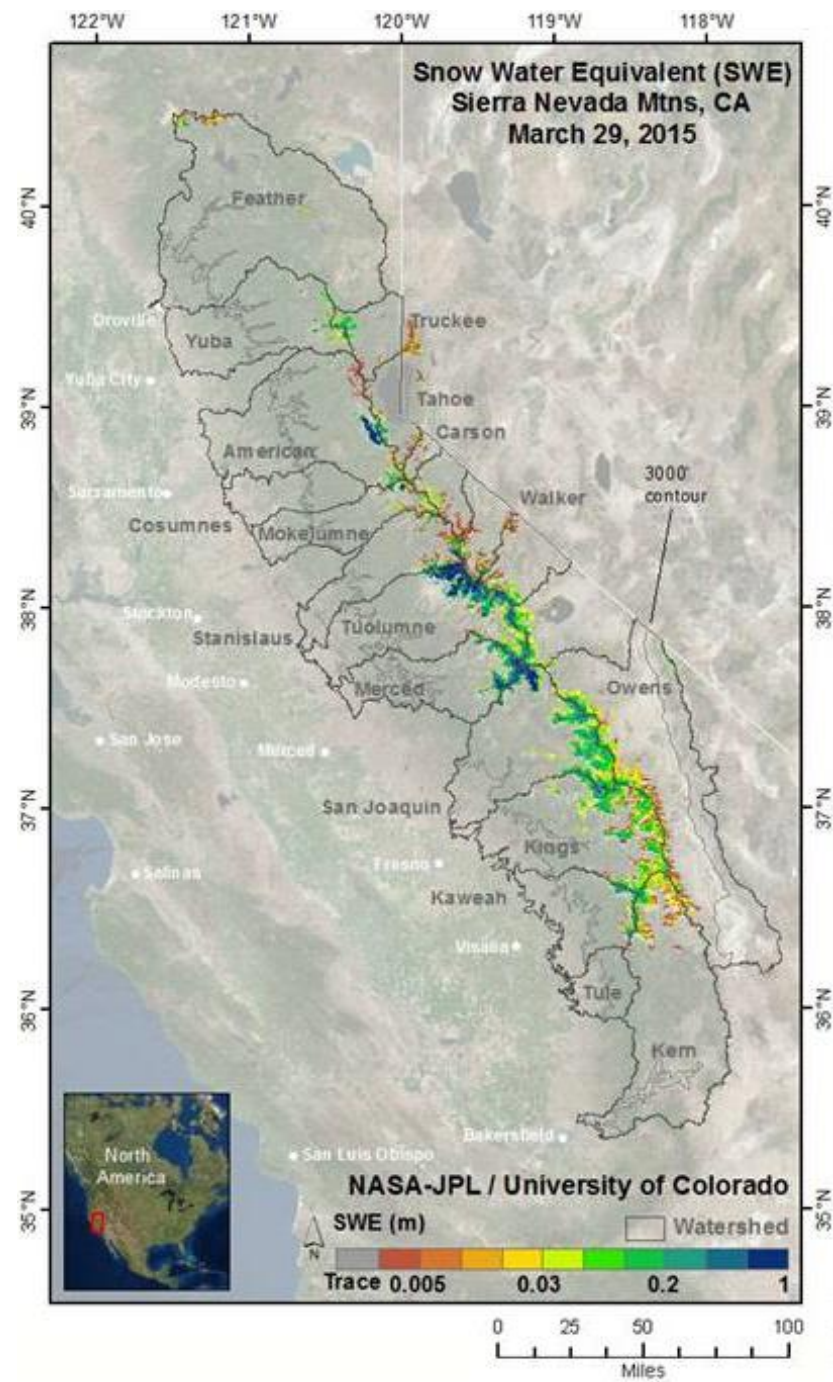 122°W 121°W 120°W 119°W 118°W
Snow Water Equivalent (SWE)
Sierra Nevada Mtns, CA
March 29, 2015
40°N
40°N
Feather
Oroville
Truckee
Yuba
Yuba City
39°N
39°N
Tahoe
Carson
American
3000'
contour
Sacramento
Walker
Cosumnes
Mokelumne
38°N
38°N
Stockton
Stanislaus
Tuolumne
Modesto
Merced
Owens
San Jose
Merced
37°N
37°N
San Joaquin
Kings
Salinas
Fresno
Kaweah
Visalia
36°N
36°N
Tule
Kern
Bakersfield
North
America
San Luis Obispo
NASA-JPL / University of Colorado
35°N
35°N
SWE (m)
Watershed
N
Trace 0.005 0.03 0.2 1
0 25 50 100
Miles